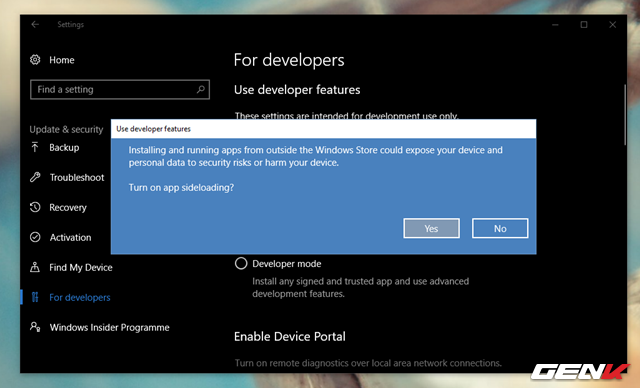 Settings
Home
For developers
Find a setting
Use developer features
Update & security
These settings are intended for development use only.
Backup
Troubleshoot
Recovery
Activation
Find My Device
For developers
Windows Insider Programme
Use developer features
Installing and running apps from outside the Windows Store could expose your device and
personal data to security risks or harm your device.
Turn on app sideloading?
Yes
No
Developer mode
Install any signed and trusted app and use advanced
development features.
Enable Device Portal
Turn on remote diagnostics over local area network connections.
GENK